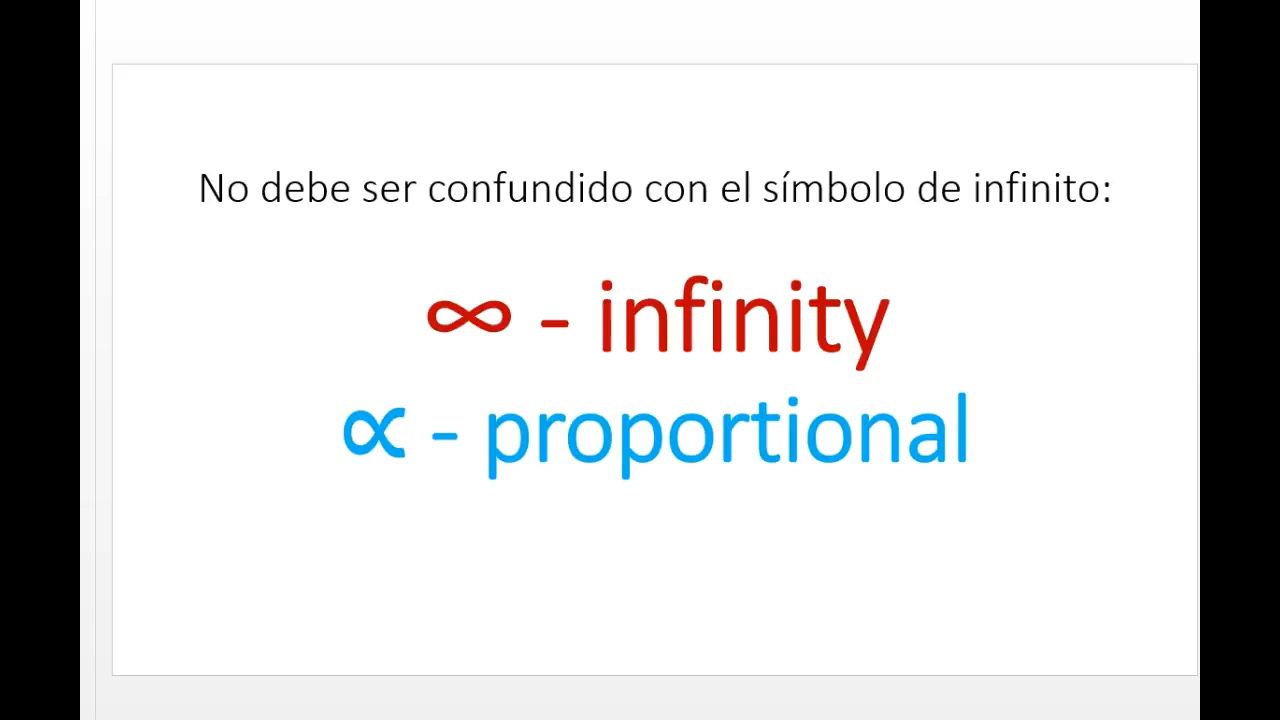 No debe ser confundido con el símbolo de infinito:
∞ - infinity
∝ - proportional